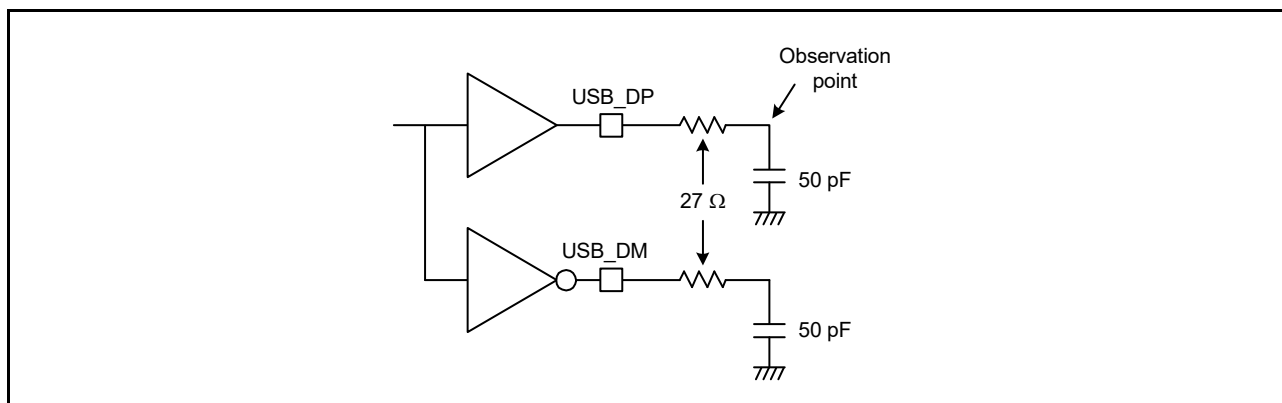 Observation
point
USB_DP
50 pF
27 Ω
USB_DM
50 pF